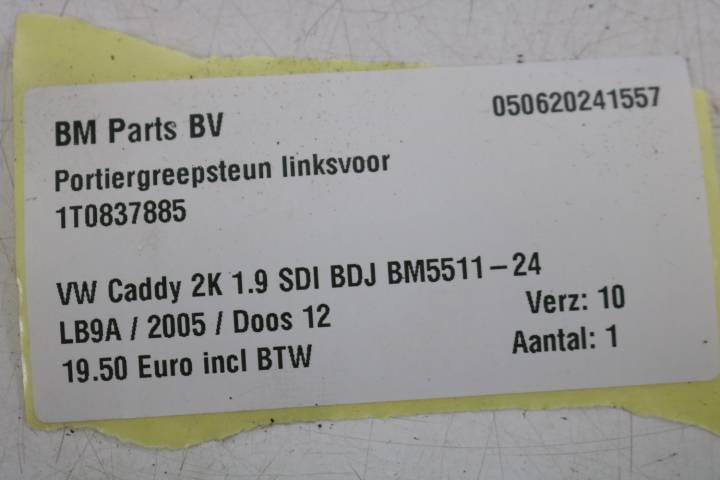 BM Parts BV
050620241557
Portiergreepsteun linksvoor
1T0837885
VW Caddy 2K 1.9 SDI BDJ BM5511-24
LB9A / 2005 / Doos 12
Verz: 10
19.50 Euro incl BTW
Aantal: 1